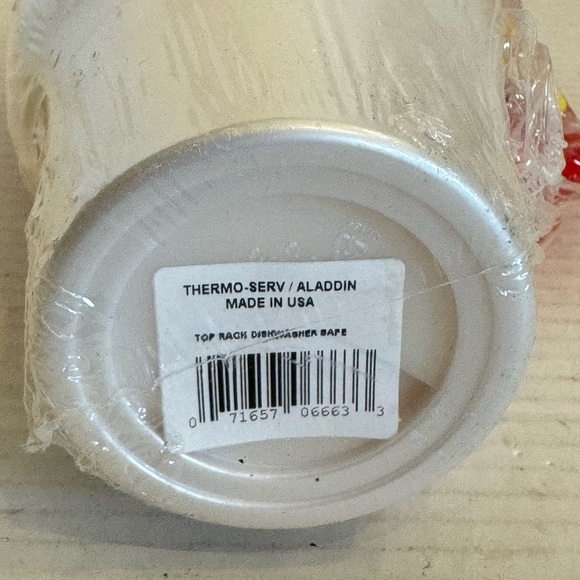 THERMO-SERV / ALADDIN
MADE IN USA
TOP RACK DISHWASHER SAFE
0 71657 06663 3